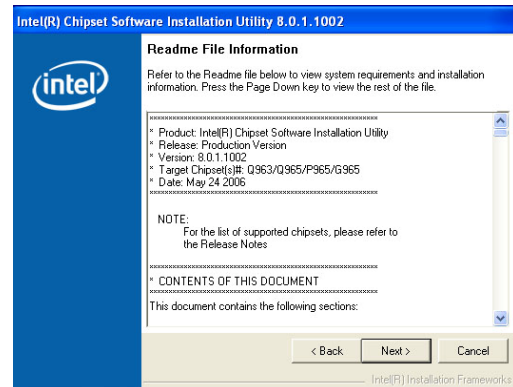 Intel(R) Chipset Software Installation Utility 8.0.1.1002
intel
Readme File Information
Refer to the Readme file below to view system requirements and installation
information. Press the Page Down key to view the rest of the file.
************************************************************
* Product: Intel(R) Chipset Software Installation Utility
* Release: Production Version
* Version: 8.0.1.1002
* Target Chipset(s)#: Q963/Q965/P965/G965
* Date: May 24 2006
************************************************************
NOTE:
For the list of supported chipsets, please refer to
the Release Notes
************************************************************
* CONTENTS OF THIS DOCUMENT
************************************************************
This document contains the following sections:
< Back
Next >
Cancel
Intel(R) Installation Frameworks